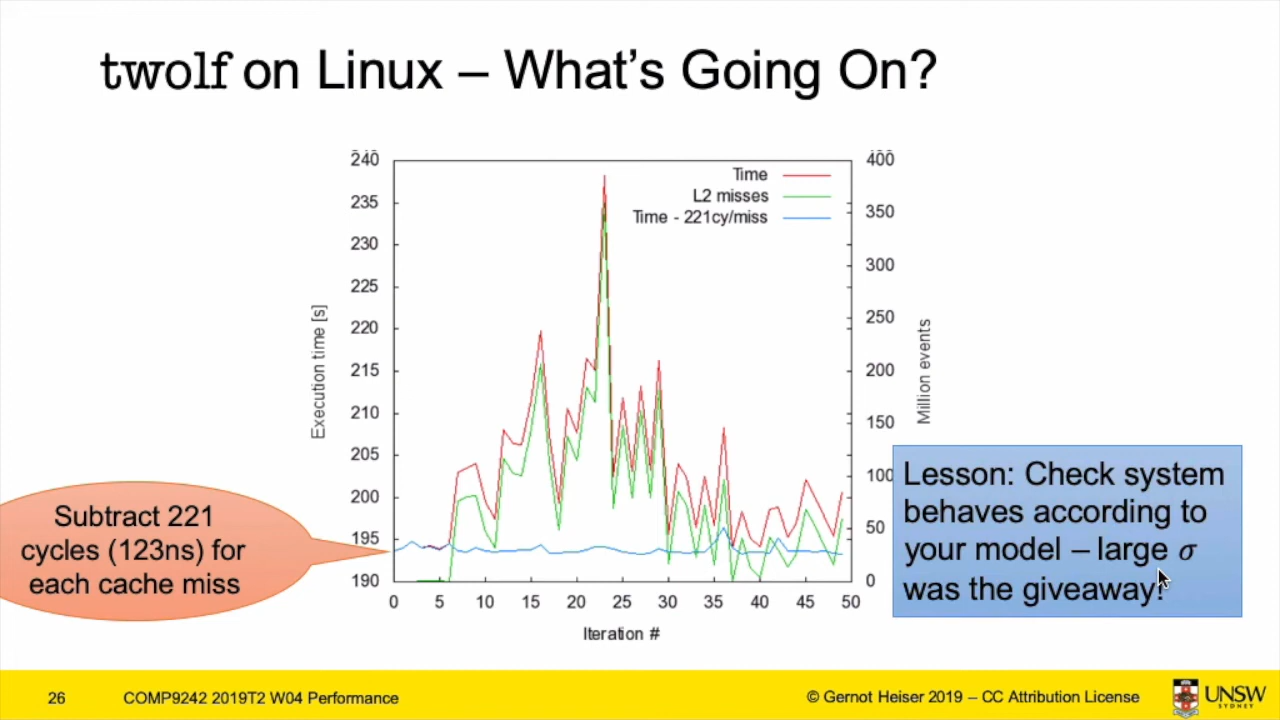 twolf on Linux – What's Going On?
240
235
230
225
220
215
210
205
200
195
190
Execution time [s]
Time
L2 misses
Time - 221cy/miss
400
350
300
250
200
150
100
50
0
Million events
0 5 10 15 20 25 30 35 40 45 50
Iteration #
Subtract 221
cycles (123ns) for
each cache miss
Lesson: Check system
behaves according to
your model – large σ
was the giveaway!
26
COMP9242 2019T2 W04 Performance
© Gernot Heiser 2019 – CC Attribution License
UNSW
SYDNEY